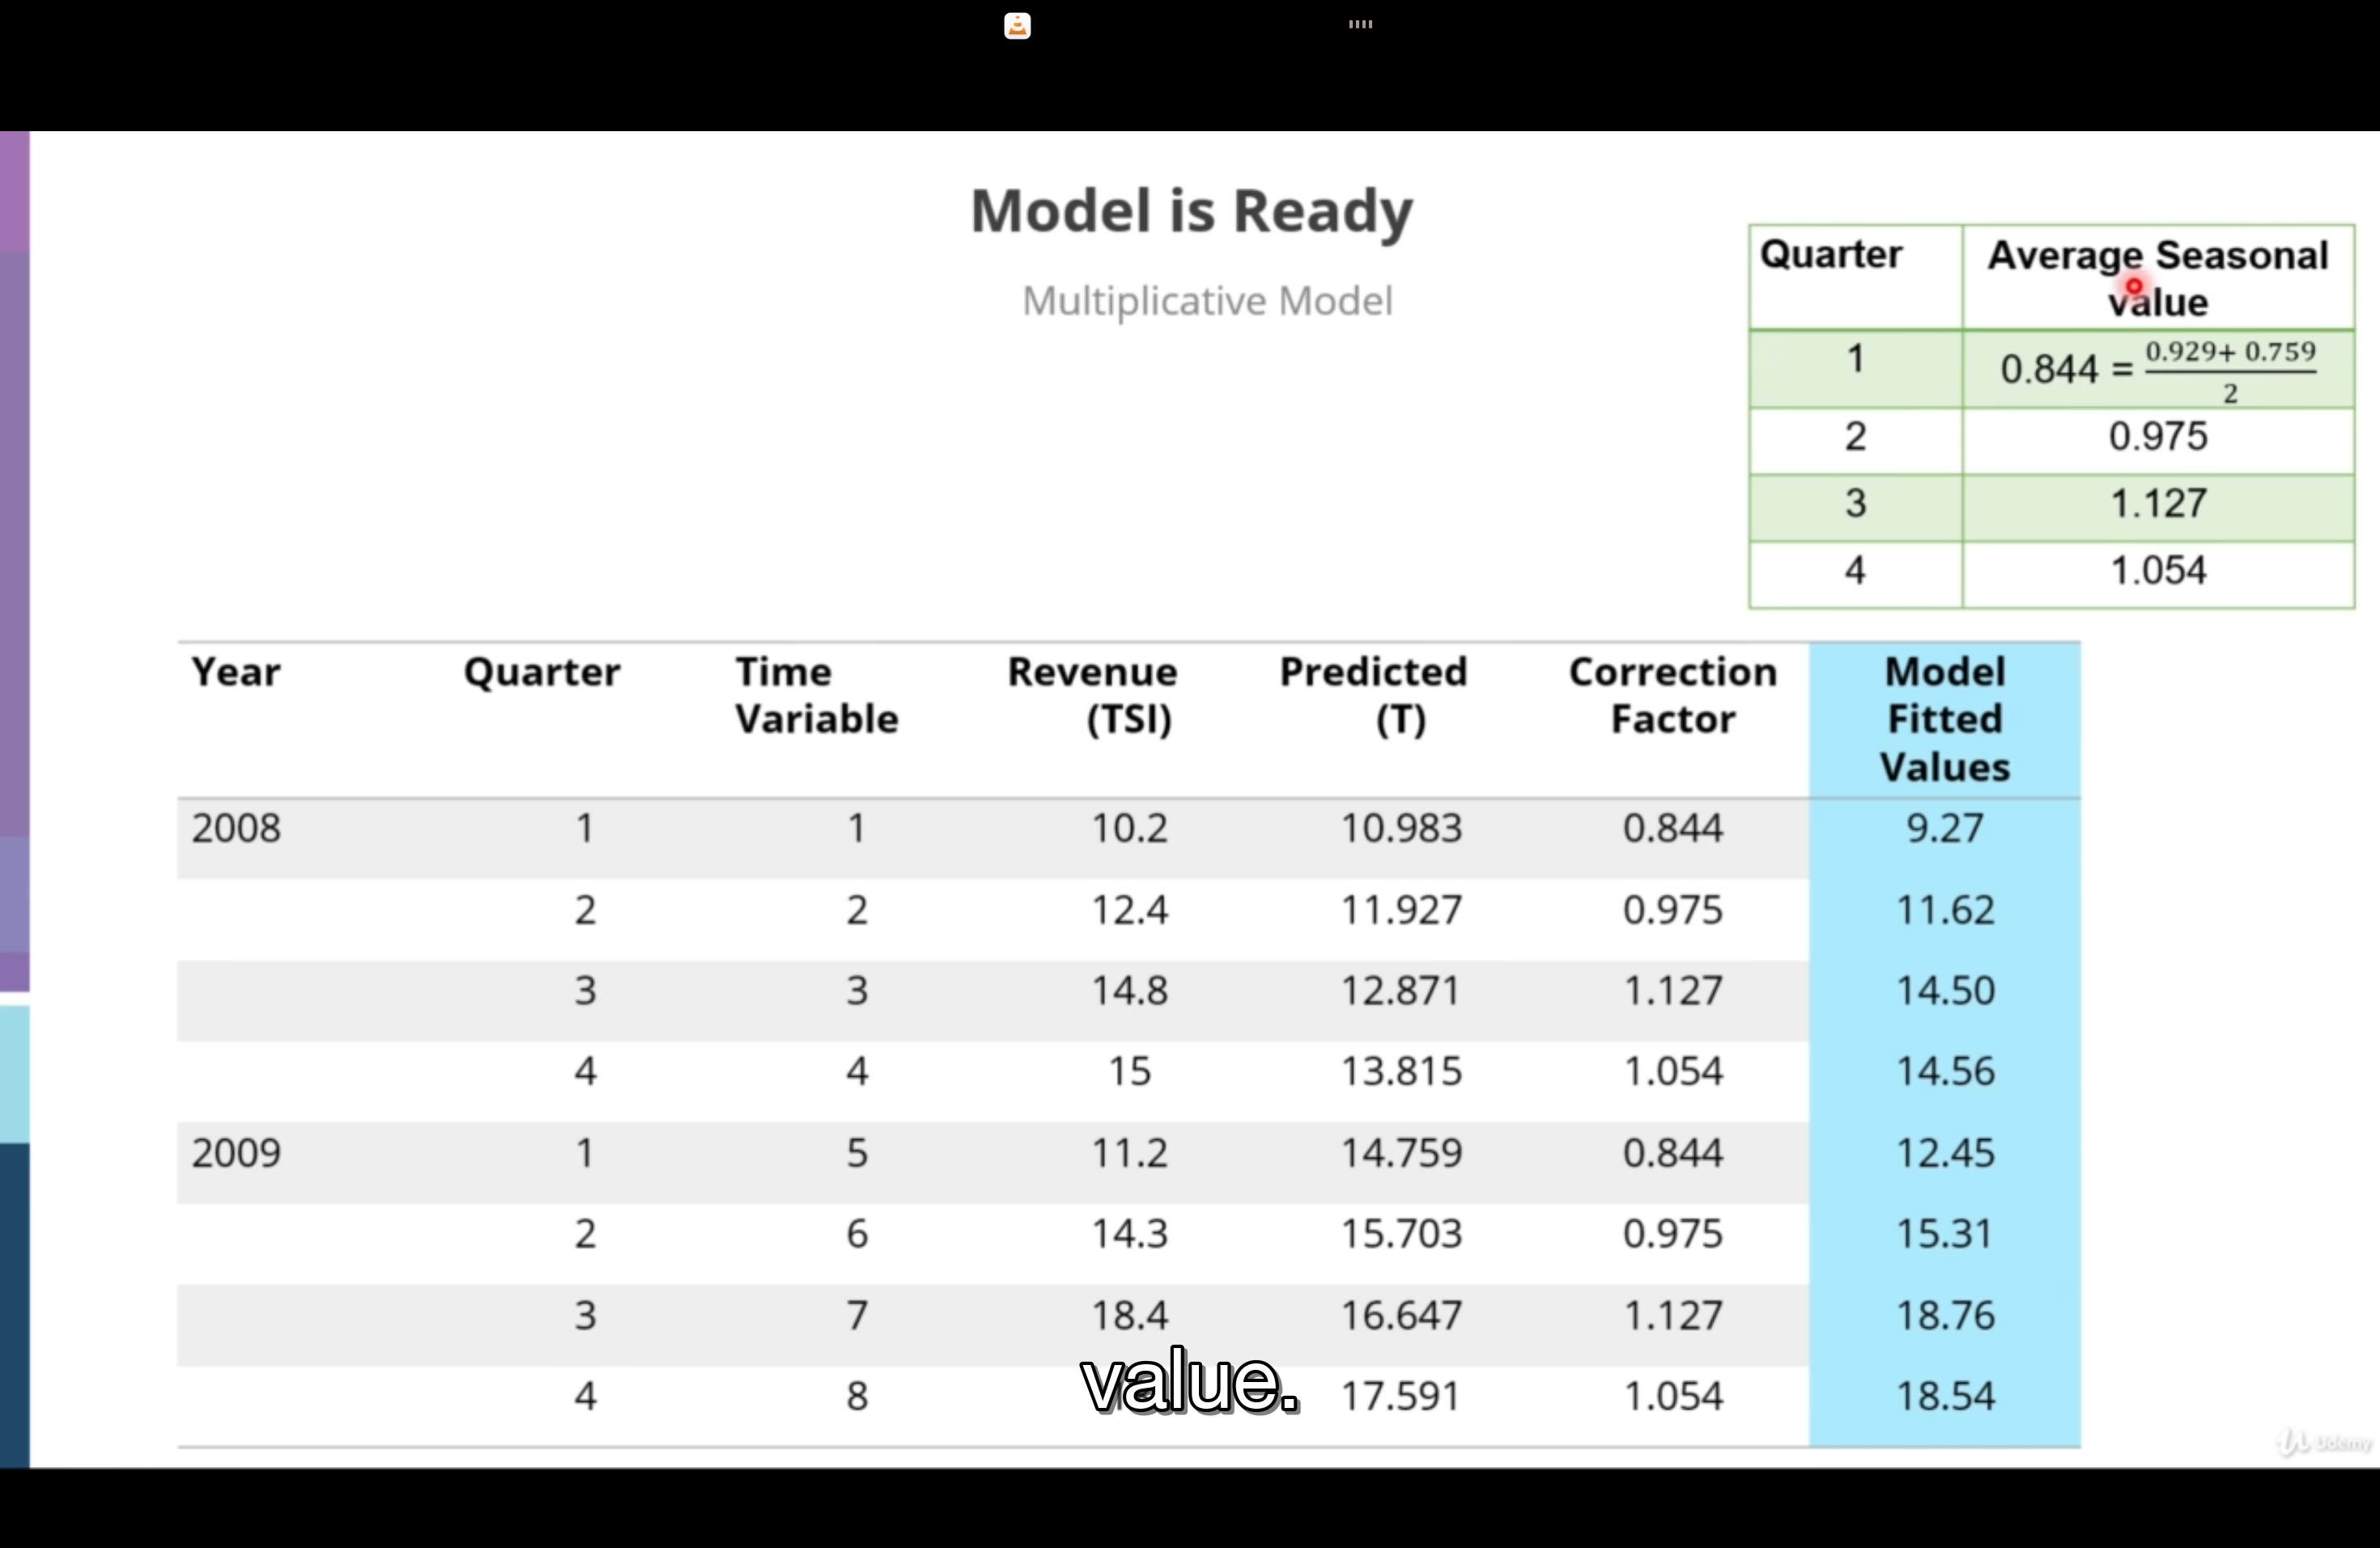 Model is Ready
Multiplicative Model
Quarter Average Seasonal
value
1 0.844 = 0.929+ 0.759
2
2 0.975
3 1.127
4 1.054
Year Quarter Time Revenue Predicted Correction Model
Variable (TSI) (T) Factor Fitted
Values
2008 1 1 10.2 10.983 0.844 9.27
2 2 12.4 11.927 0.975 11.62
3 3 14.8 12.871 1.127 14.50
4 4 15 13.815 1.054 14.56
2009 1 5 11.2 14.759 0.844 12.45
2 6 14.3 15.703 0.975 15.31
3 7 18.4 16.647 1.127 18.76
4 8 17.591 1.054 18.54
value.
Udemy